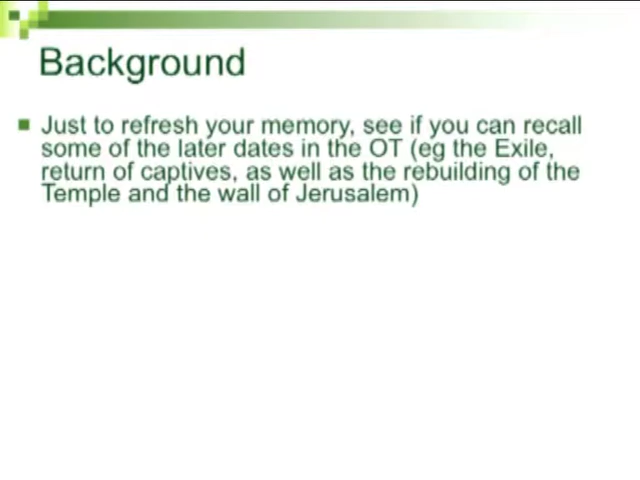 Background
Just to refresh your memory, see if you can recall
some of the later dates in the OT (eg the Exile,
return of captives, as well as the rebuilding of the
Temple and the wall of Jerusalem)